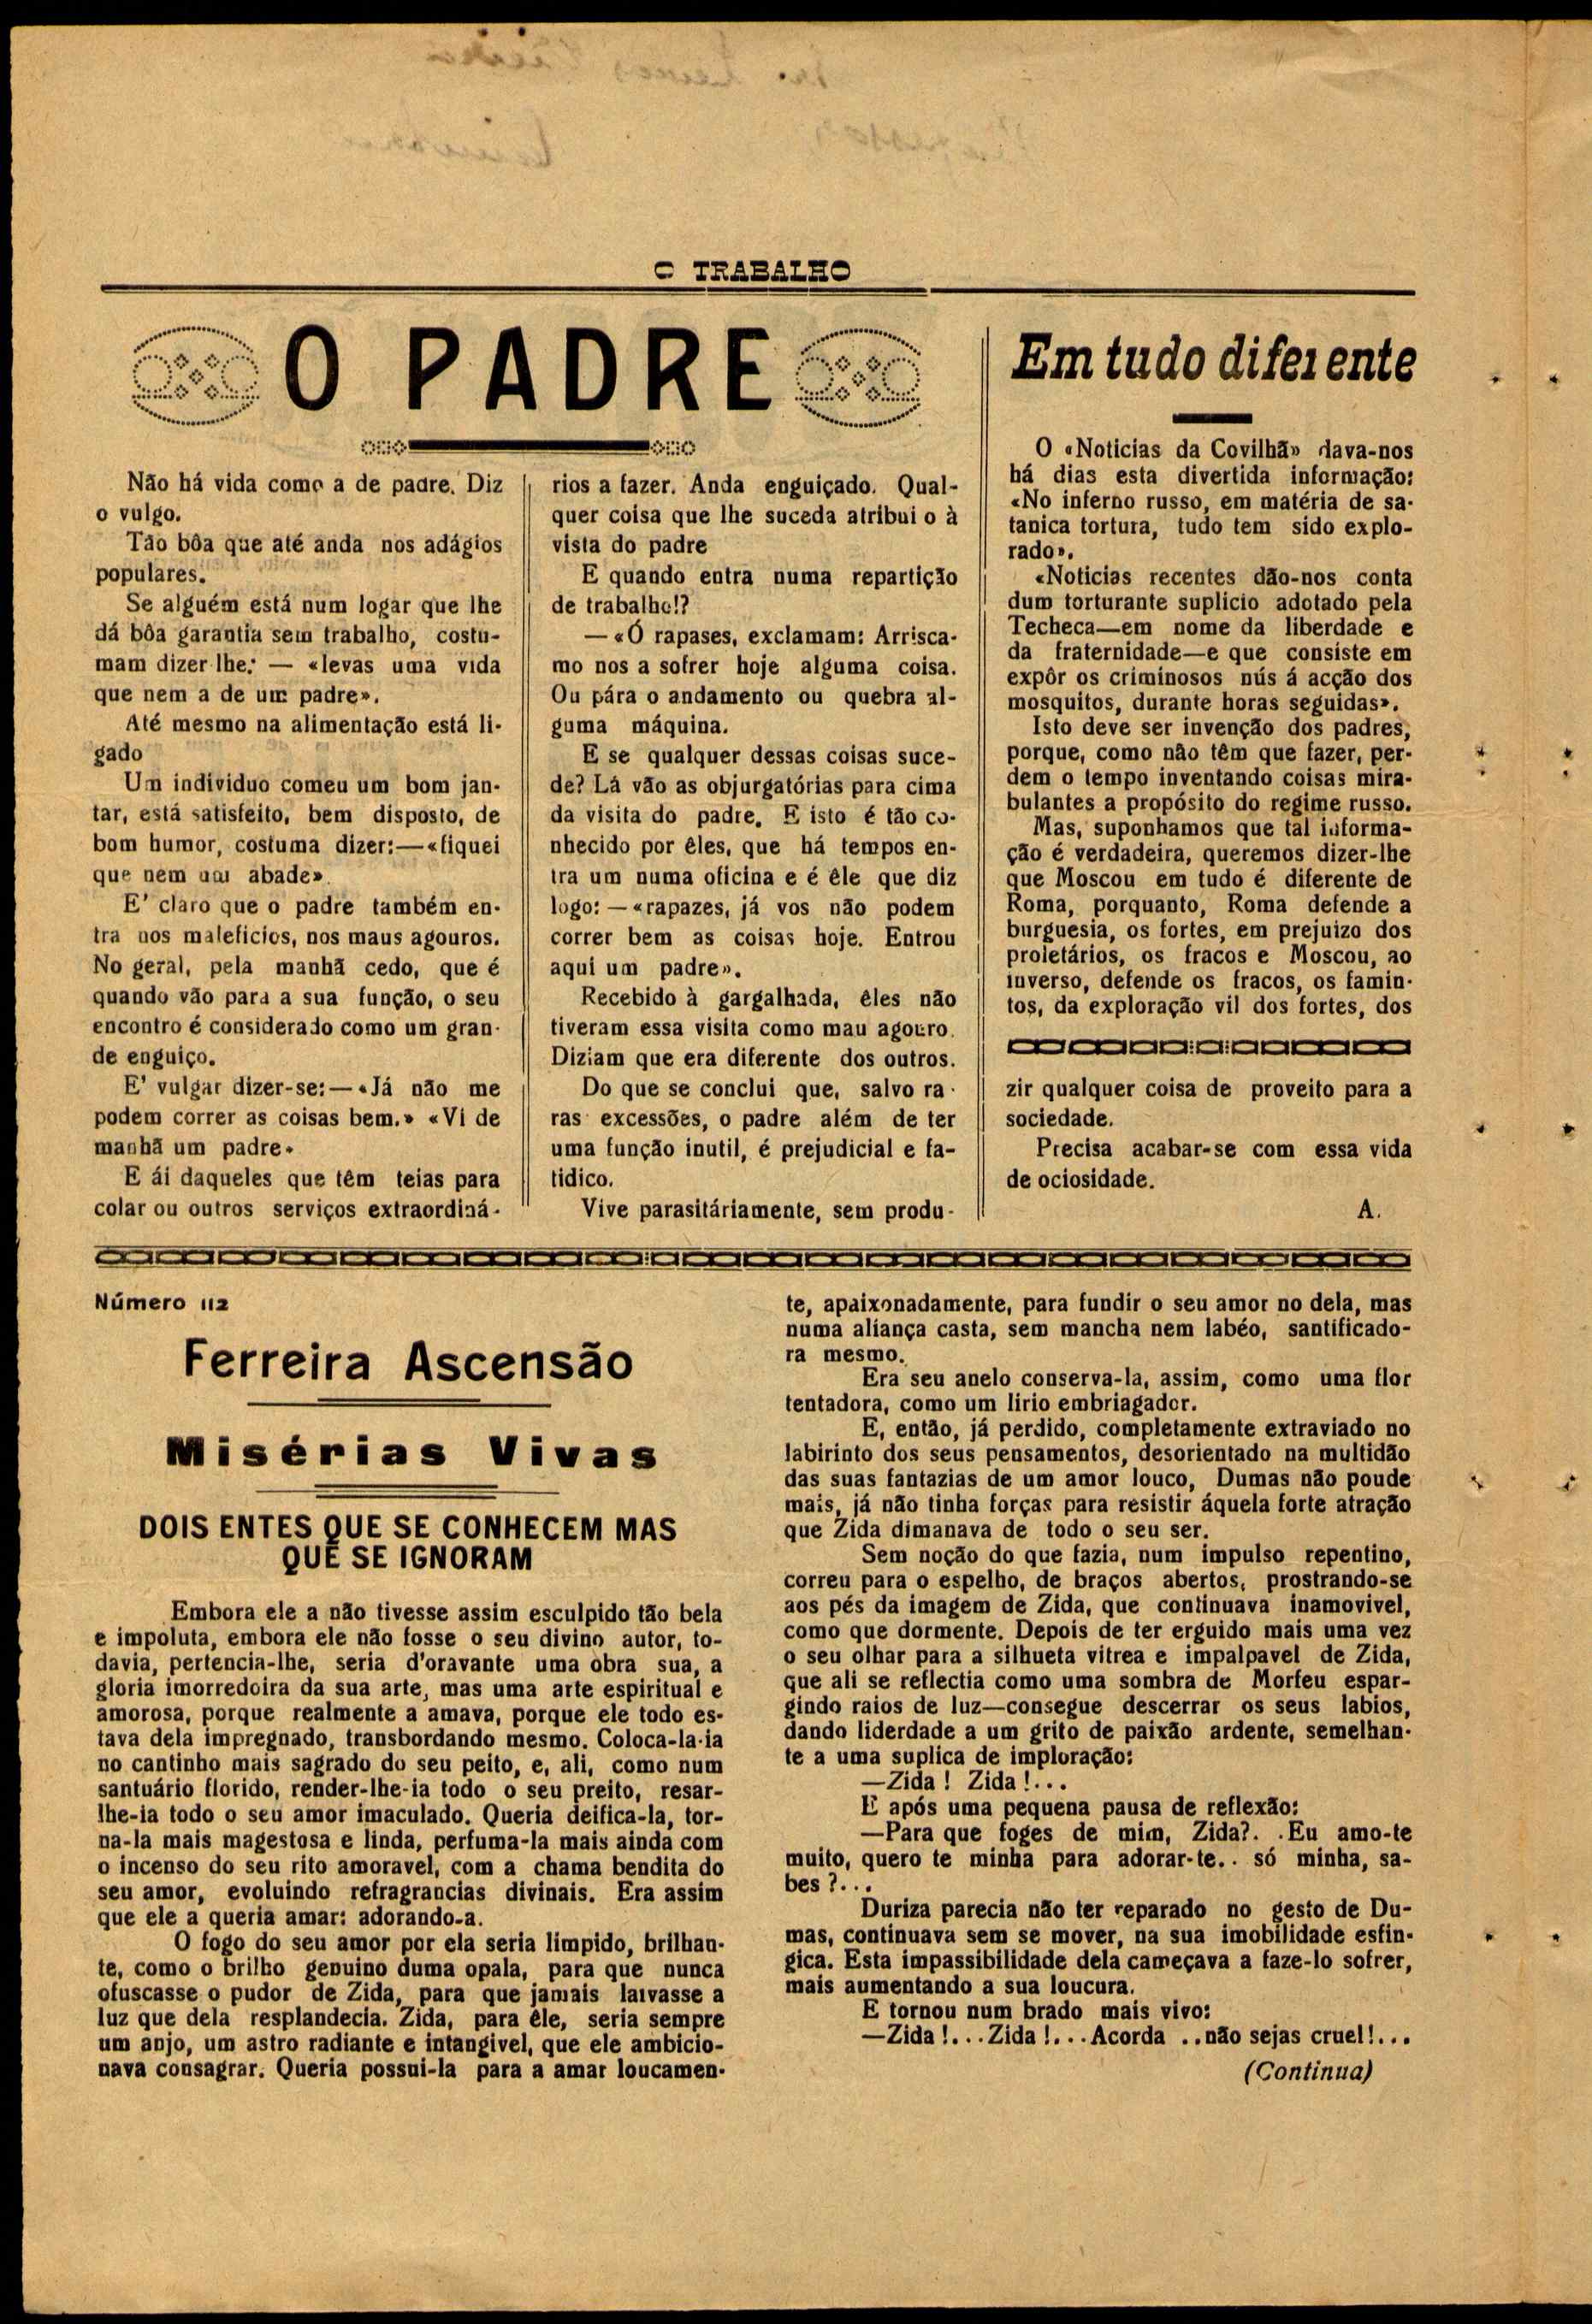 O TRABALHO
O PADRE
Não há vida como a de padre. Diz
o vulgo.
Tão bôa que até anda nos adágios
populares.
Se alguém está num logar que lhe
dá bôa garantia sem trabalho, costu-
mam dizer lhe: — «levas uma vida
que nem a de um padre».
Até mesmo na alimentação está li-
gado
Um individuo comeu um bom jan-
tar, está satisfeito, bem disposto, de
bom humor, costuma dizer:—«fiquei
que nem um abade».
E' claro que o padre também en-
tra nos maleficios, nos maus agouros.
No geral, pela manhã cedo, que é
quando vão para a sua função, o seu
encontro é considerado como um gran-
de enguiço.
E' vulgar dizer-se:—«Já não me
podem correr as coisas bem.» «Vi de
manhã um padre»
E ái daqueles que têm teias para
colar ou outros serviços extraordiná-
rios a fazer. Anda enguiçado. Qual-
quer coisa que lhe suceda atribui o à
vista do padre
E quando entra numa repartição
de trabalho!?
—«Ó rapases, exclamam: Arrisca-
mo nos a sofrer hoje alguma coisa.
Ou pára o andamento ou quebra al-
guma máquina.
E se qualquer dessas coisas suce-
de? Lá vão as objurgatórias para cima
da visita do padre. E isto é tão co-
nhecido por êles, que há tempos en-
tra um numa oficina e é êle que diz
logo: —«rapazes, já vos não podem
correr bem as coisas hoje. Entrou
aqui um padre».
Recebido à gargalhada, êles não
tiveram essa visita como mau agouro.
Diziam que era diferente dos outros.
Do que se conclui que, salvo ra-
ras excessões, o padre além de ter
uma função inutil, é prejudicial e fa-
tidico.
Vive parasitáriamente, sem produ-
Em tudo diferente
O «Noticias da Covilhã» dava-nos
há dias esta divertida informação:
«No inferno russo, em matéria de sa-
tanica tortura, tudo tem sido explo-
rado».
«Noticias recentes dão-nos conta
dum torturante suplicio adotado pela
Techeca—em nome da liberdade e
da fraternidade—e que consiste em
expôr os criminosos nús á acção dos
mosquitos, durante horas seguidas».
Isto deve ser invenção dos padres,
porque, como não têm que fazer, per-
dem o tempo inventando coisas mira-
bulantes a propósito do regime russo.
Mas, suponhamos que tal informa-
ção é verdadeira, queremos dizer-lhe
que Moscou em tudo é diferente de
Roma, porquanto, Roma defende a
burguesia, os fortes, em prejuizo dos
proletários, os fracos e Moscou, ao
inverso, defende os fracos, os famin-
tos, da exploração vil dos fortes, dos
zir qualquer coisa de proveito para a
sociedade.
Precisa acabar-se com essa vida
de ociosidade.
A.
Número 112
Ferreira Ascensão
Misérias Vivas
DOIS ENTES QUE SE CONHECEM MAS
QUE SE IGNORAM
Embora ele a não tivesse assim esculpido tão bela
e impoluta, embora ele não fosse o seu divino autor, to-
davia, pertencia-lhe, seria d'oravante uma obra sua, a
gloria imorredoira da sua arte, mas uma arte espiritual e
amorosa, porque realmente a amava, porque ele todo es-
tava dela impregnado, transbordando mesmo. Coloca-la-ia
no cantinho mais sagrado do seu peito, e, ali, como num
santuário florido, render-lhe-ia todo o seu preito, resar-
lhe-ia todo o seu amor imaculado. Queria deifica-la, tor-
na-la mais magestosa e linda, perfuma-la mais ainda com
o incenso do seu rito amoravel, com a chama bendita do
seu amor, evoluindo refragrancias divinais. Era assim
que ele a queria amar: adorando-a.
O fogo do seu amor por ela seria limpido, brilhan-
te, como o brilho genuino duma opala, para que nunca
ofuscasse o pudor de Zida, para que jamais laivasse a
luz que dela resplandecia. Zida, para êle, seria sempre
um anjo, um astro radiante e intangivel, que ele ambicio-
nava consagrar. Queria possui-la para a amar loucamen-
te, apaixonadamente, para fundir o seu amor no dela, mas
numa aliança casta, sem mancha nem labéo, santificado-
ra mesmo.
Era seu anelo conserva-la, assim, como uma flor
tentadora, como um lirio embriagador.
E, então, já perdido, completamente extraviado no
labirinto dos seus pensamentos, desorientado na multidão
das suas fantazias de um amor louco, Dumas não poude
mais, já não tinha forças para resistir áquela forte atração
que Zida dimanava de todo o seu ser.
Sem noção do que fazia, num impulso repentino,
correu para o espelho, de braços abertos, prostrando-se
aos pés da imagem de Zida, que continuava inamovivel,
como que dormente. Depois de ter erguido mais uma vez
o seu olhar para a silhueta vitrea e impalpavel de Zida,
que ali se reflectia como uma sombra de Morfeu espar-
gindo raios de luz—consegue descerrar os seus labios,
dando liderdade a um grito de paixão ardente, semelhan-
te a uma suplica de imploração:
—Zida ! Zida !...
E após uma pequena pausa de reflexão:
—Para que foges de mim, Zida?. .Eu amo-te
muito, quero te minha para adorar-te.. só minha, sa-
bes ?...
Duriza parecia não ter reparado no gesto de Du-
mas, continuava sem se mover, na sua imobilidade esfin-
gica. Esta impassibilidade dela cameçava a faze-lo sofrer,
mais aumentando a sua loucura.
E tornou num brado mais vivo:
—Zida !...Zida !...Acorda ..não sejas cruel!...
(Continua)